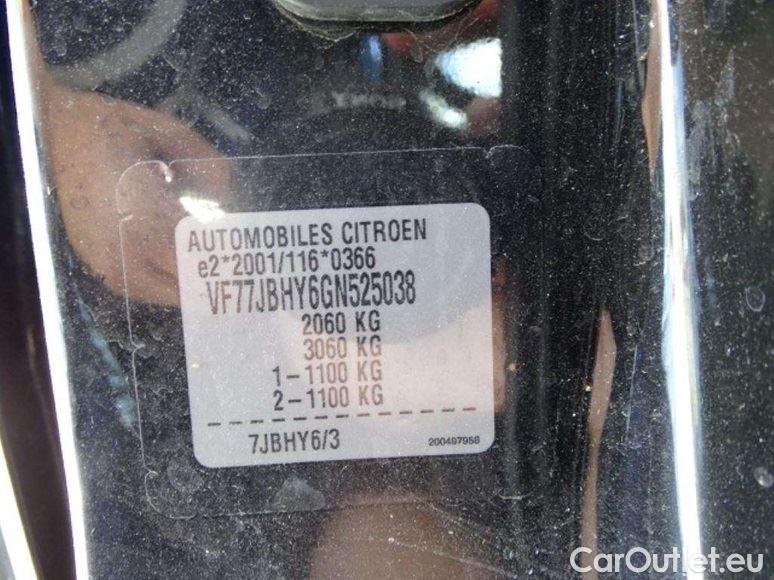 AUTOMOBILES CITROEN
e2*2001/116*0366
VF77JBHY6GN525038
2060 KG
3060 KG
1-1100 KG
2-1100 KG
7JBHY6/3 200497958
CarOutlet.eu